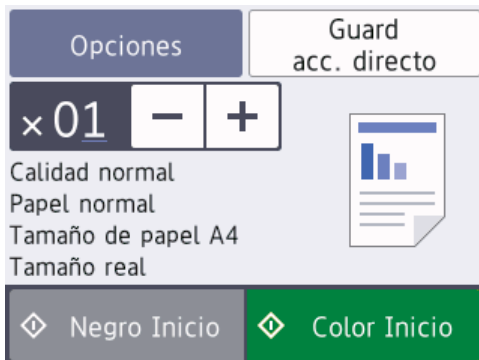 Opciones
Guard
acc. directo
×01 − +
Calidad normal
Papel normal
Tamaño de papel A4
Tamaño real
Negro Inicio
Color Inicio